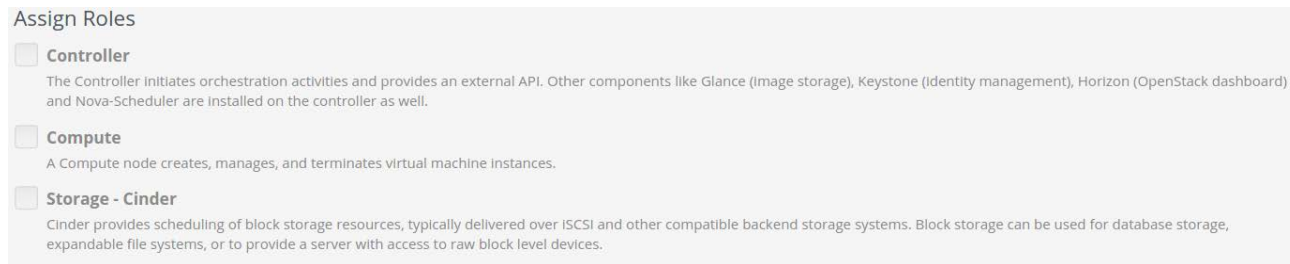 Assign Roles
Controller
The Controller initiates orchestration activities and provides an external API. Other components like Glance (image storage), Keystone (identity management), Horizon (OpenStack dashboard)
and Nova-Scheduler are installed on the controller as well.
Compute
A Compute node creates, manages, and terminates virtual machine instances.
Storage - Cinder
Cinder provides scheduling of block storage resources, typically delivered over iSCSI and other compatible backend storage systems. Block storage can be used for database storage,
expandable file systems, or to provide a server with access to raw block level devices.